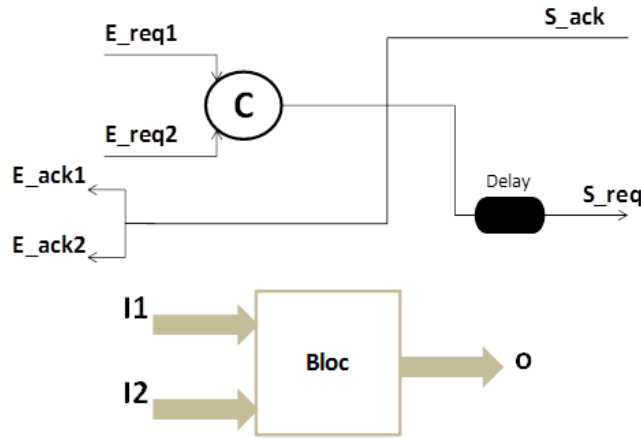 S_ack
E_req1
C
E_req2
E_ack1
Delay
S_req
E_ack2
I1
Bloc
O
I2